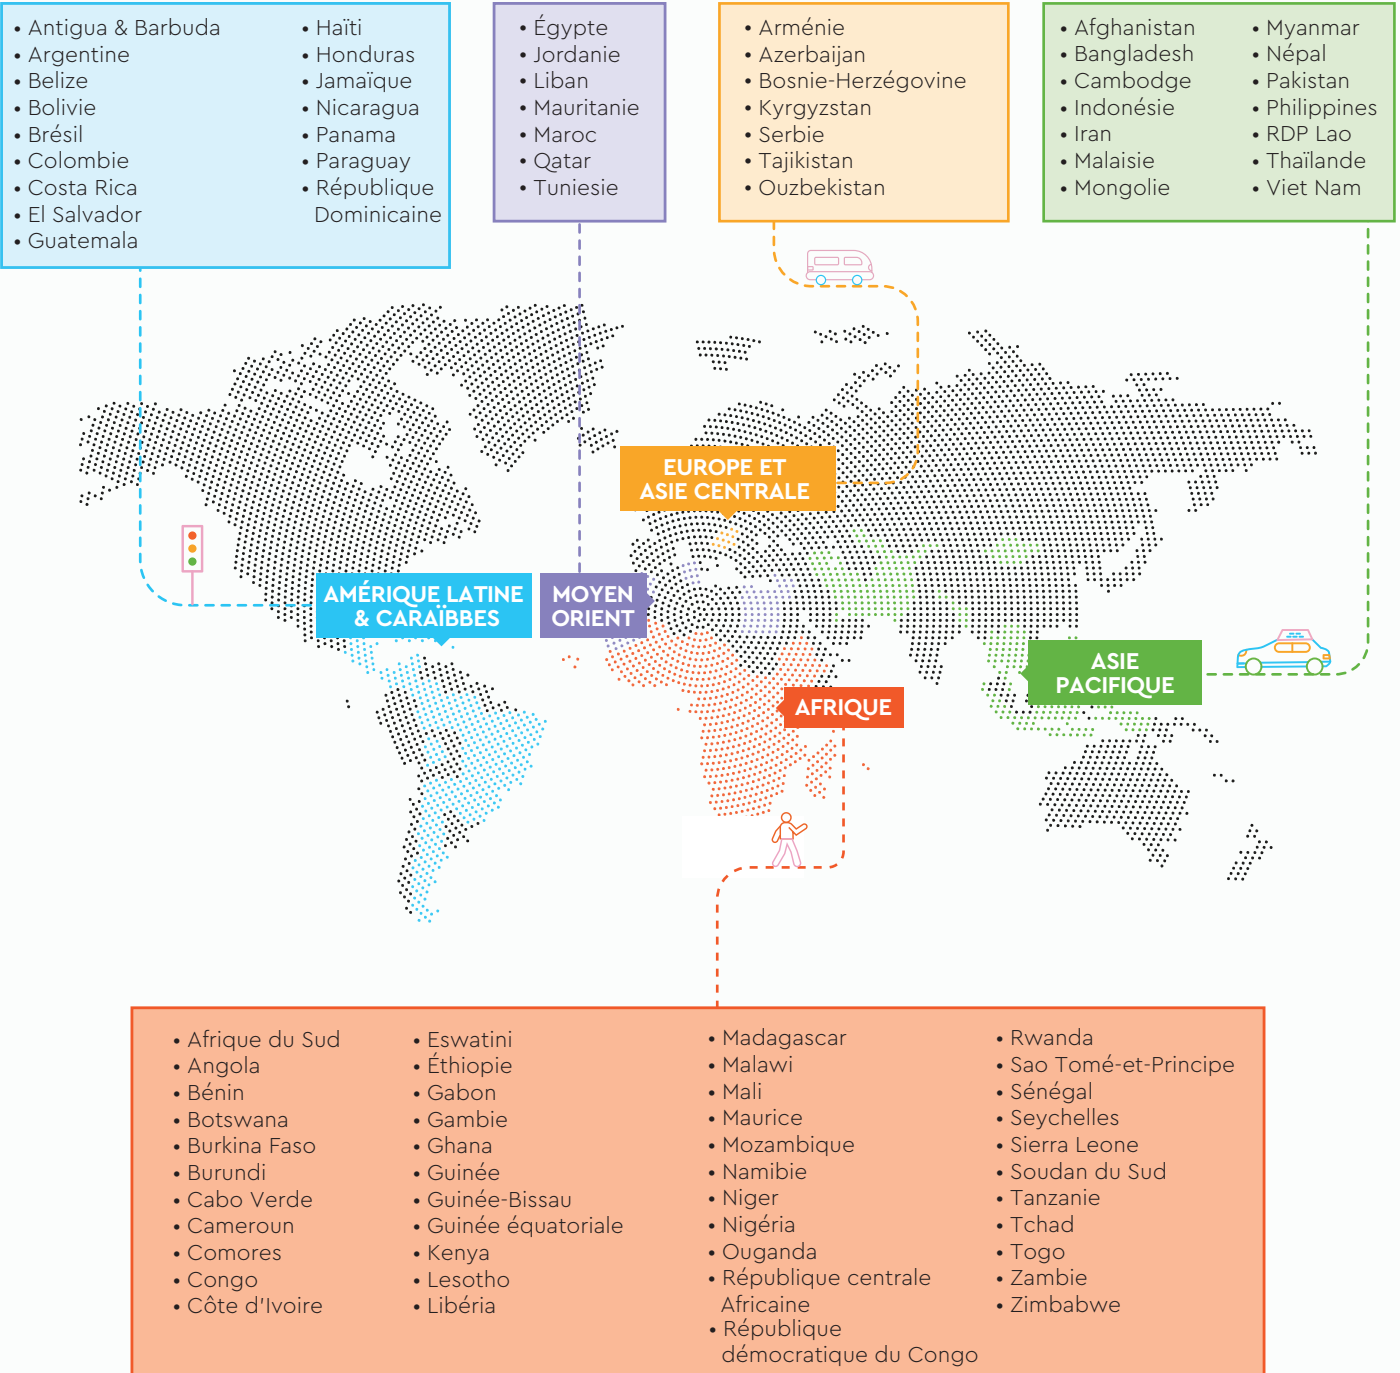 • Antigua & Barbuda
• Argentine
• Belize
• Bolivie
• Brésil
• Colombie
• Costa Rica
• El Salvador
• Guatemala
• Haïti
• Honduras
• Jamaïque
• Nicaragua
• Panama
• Paraguay
• République
Dominicaine
• Égypte
• Jordanie
• Liban
• Mauritanie
• Maroc
• Qatar
• Tuniesie
• Arménie
• Azerbaijan
• Bosnie-Herzégovine
• Kyrgyzstan
• Serbie
• Tajikistan
• Ouzbekistan
• Afghanistan
• Bangladesh
• Cambodge
• Indonésie
• Iran
• Malaisie
• Mongolie
• Myanmar
• Népal
• Pakistan
• Philippines
• RDP Lao
• Thaïlande
• Viet Nam
EUROPE ET
ASIE CENTRALE
AMÉRIQUE LATINE
& CARAÏBBES
MOYEN
ORIENT
ASIE
PACIFIQUE
AFRIQUE
• Afrique du Sud
• Angola
• Bénin
• Botswana
• Burkina Faso
• Burundi
• Cabo Verde
• Cameroun
• Comores
• Congo
• Côte d'Ivoire
• Eswatini
• Éthiopie
• Gabon
• Gambie
• Ghana
• Guinée
• Guinée-Bissau
• Guinée équatoriale
• Kenya
• Lesotho
• Libéria
• Madagascar
• Malawi
• Mali
• Maurice
• Mozambique
• Namibie
• Niger
• Nigéria
• Ouganda
• République centrale
Africaine
• République
démocratique du Congo
• Rwanda
• Sao Tomé-et-Principe
• Sénégal
• Seychelles
• Sierra Leone
• Soudan du Sud
• Tanzanie
• Tchad
• Togo
• Zambie
• Zimbabwe